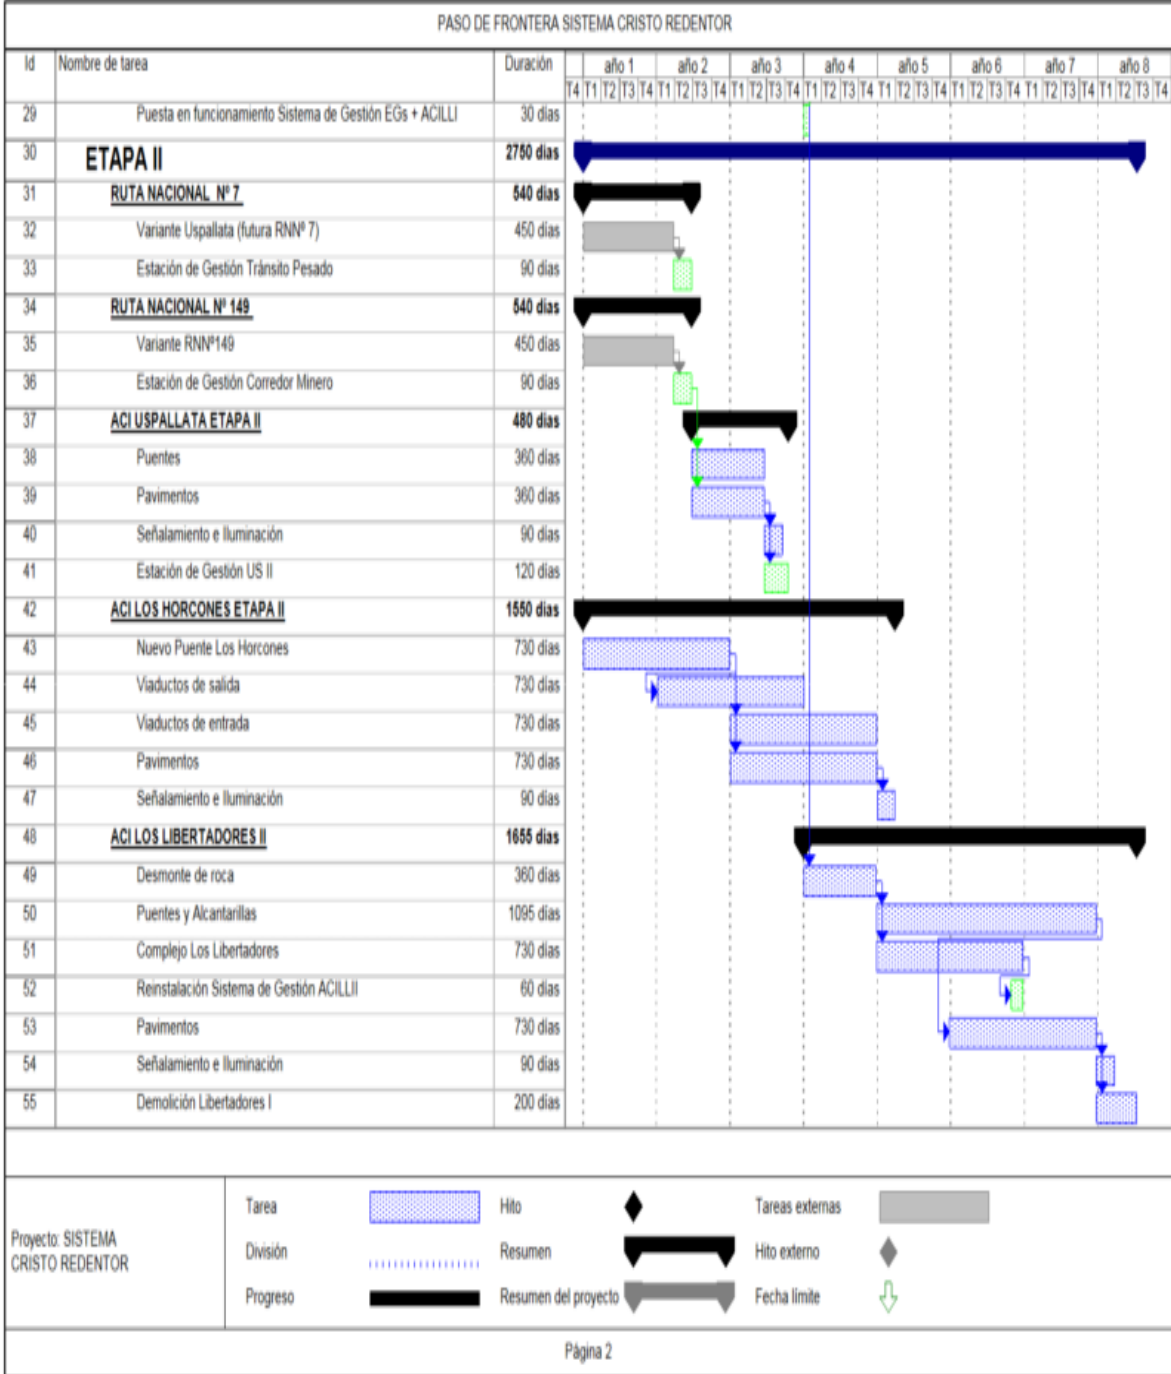 PASO DE FRONTERA SISTEMA CRISTO REDENTOR
Id Nombre de tarea Duración año 1 año 2 año 3 año 4 año 5 año 6 año 7 año 8
T4 T1 T2 T3 T4 T1 T2 T3 T4 T1 T2 T3 T4 T1 T2 T3 T4 T1 T2 T3 T4 T1 T2 T3 T4 T1 T2 T3 T4 T1 T2 T3 T4
29 Puesta en funcionamiento Sistema de Gestión EGs + ACILLI 30 días
30 ETAPA II 2750 días
31 RUTA NACIONAL Nº 7 540 días
32 Variante Uspallata (futura RNNº 7) 450 días
33 Estación de Gestión Tránsito Pesado 90 días
34 RUTA NACIONAL Nº 149 540 días
35 Variante RNNº149 450 días
36 Estación de Gestión Corredor Minero 90 días
37 ACI USPALLATA ETAPA II 480 días
38 Puentes 360 días
39 Pavimentos 360 días
40 Señalamiento e Iluminación 90 días
41 Estación de Gestión US II 120 días
42 ACI LOS HORCONES ETAPA II 1550 días
43 Nuevo Puente Los Horcones 730 días
44 Viaductos de salida 730 días
45 Viaductos de entrada 730 días
46 Pavimentos 730 días
47 Señalamiento e Iluminación 90 días
48 ACI LOS LIBERTADORES II 1655 días
49 Desmonte de roca 360 días
50 Puentes y Alcantarillas 1095 días
51 Complejo Los Libertadores 730 días
52 Reinstalación Sistema de Gestión ACILLII 60 días
53 Pavimentos 730 días
54 Señalamiento e Iluminación 90 días
55 Demolición Libertadores I 200 días
Proyecto: SISTEMA
CRISTO REDENTOR
Tarea Hito Tareas externas
División Resumen Hito externo
Progreso Resumen del proyecto Fecha límite
Página 2